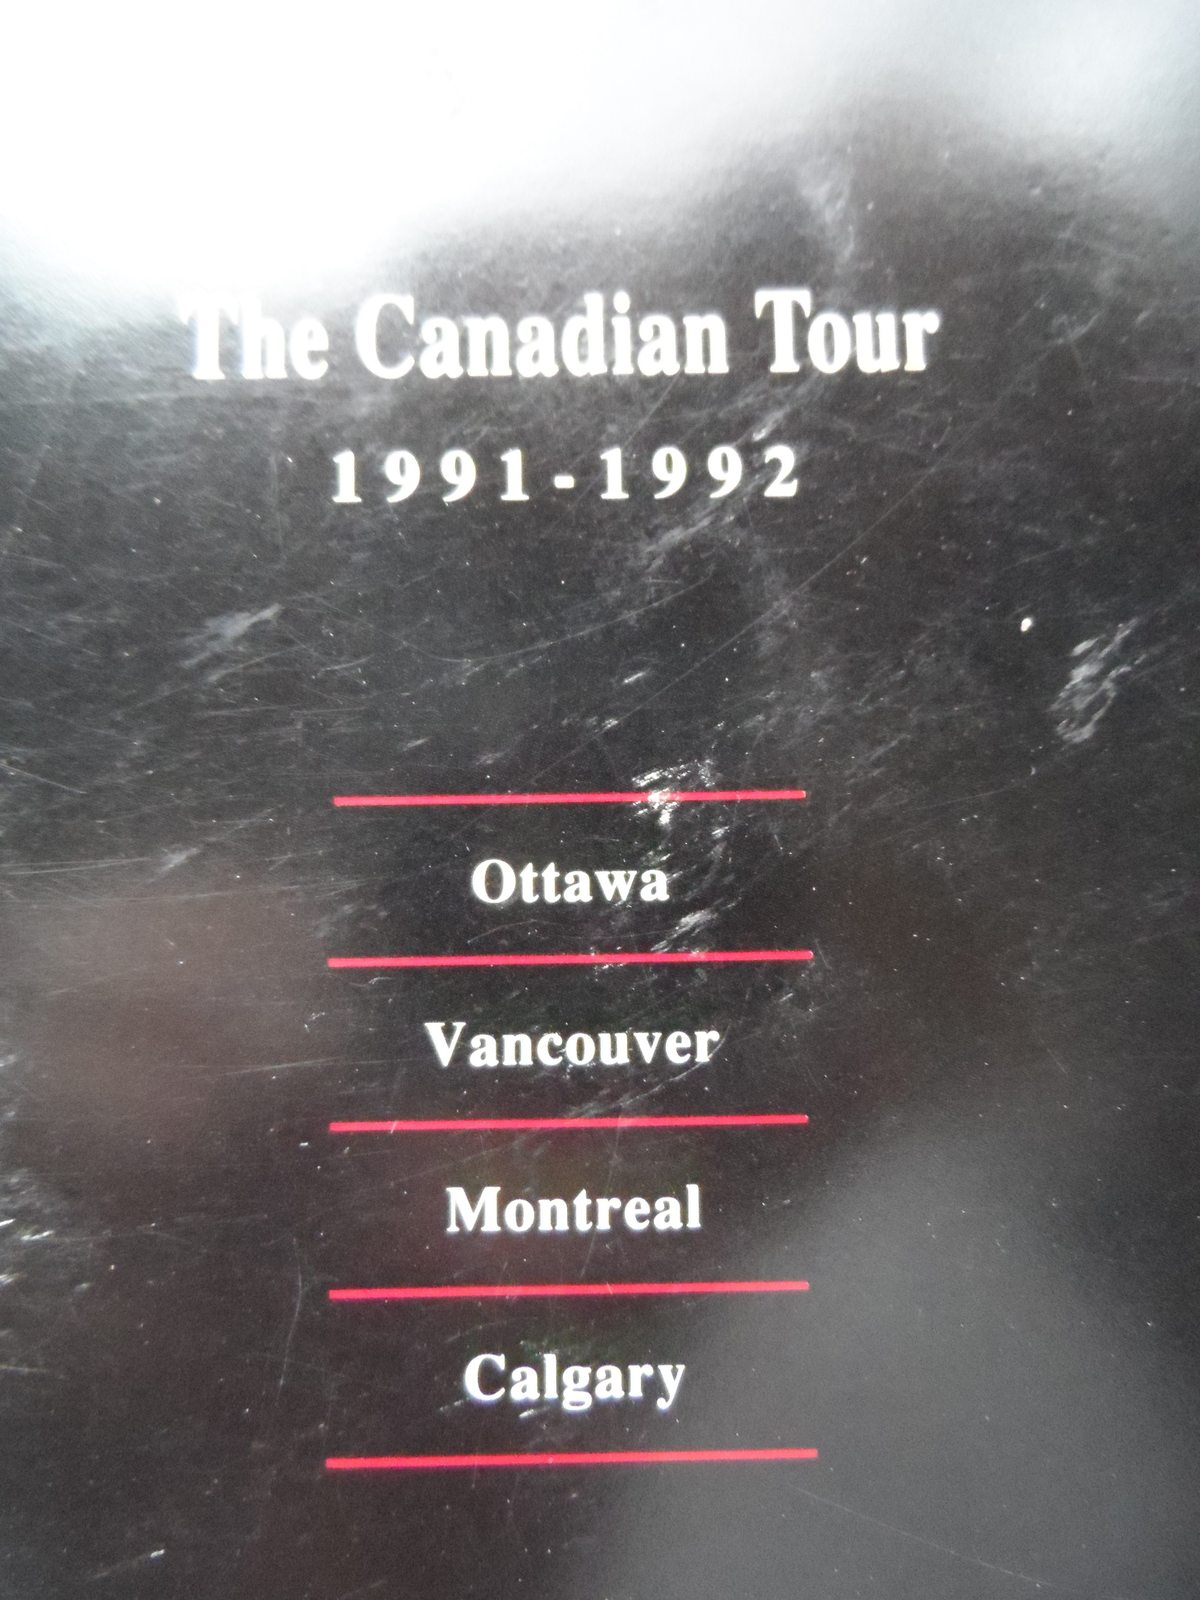 The Canadian Tour
1991-1992
Ottawa
Vancouver
Montreal
Calgary